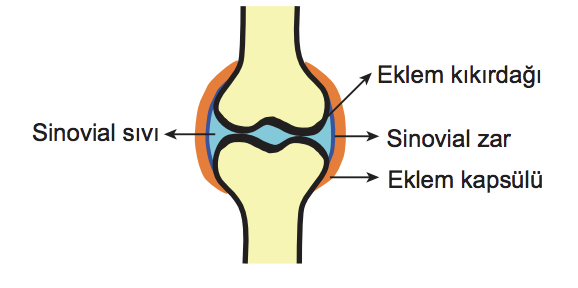 Eklem kıkırdağı
Sinovial sıvı
Sinovial zar
Eklem kapsülü